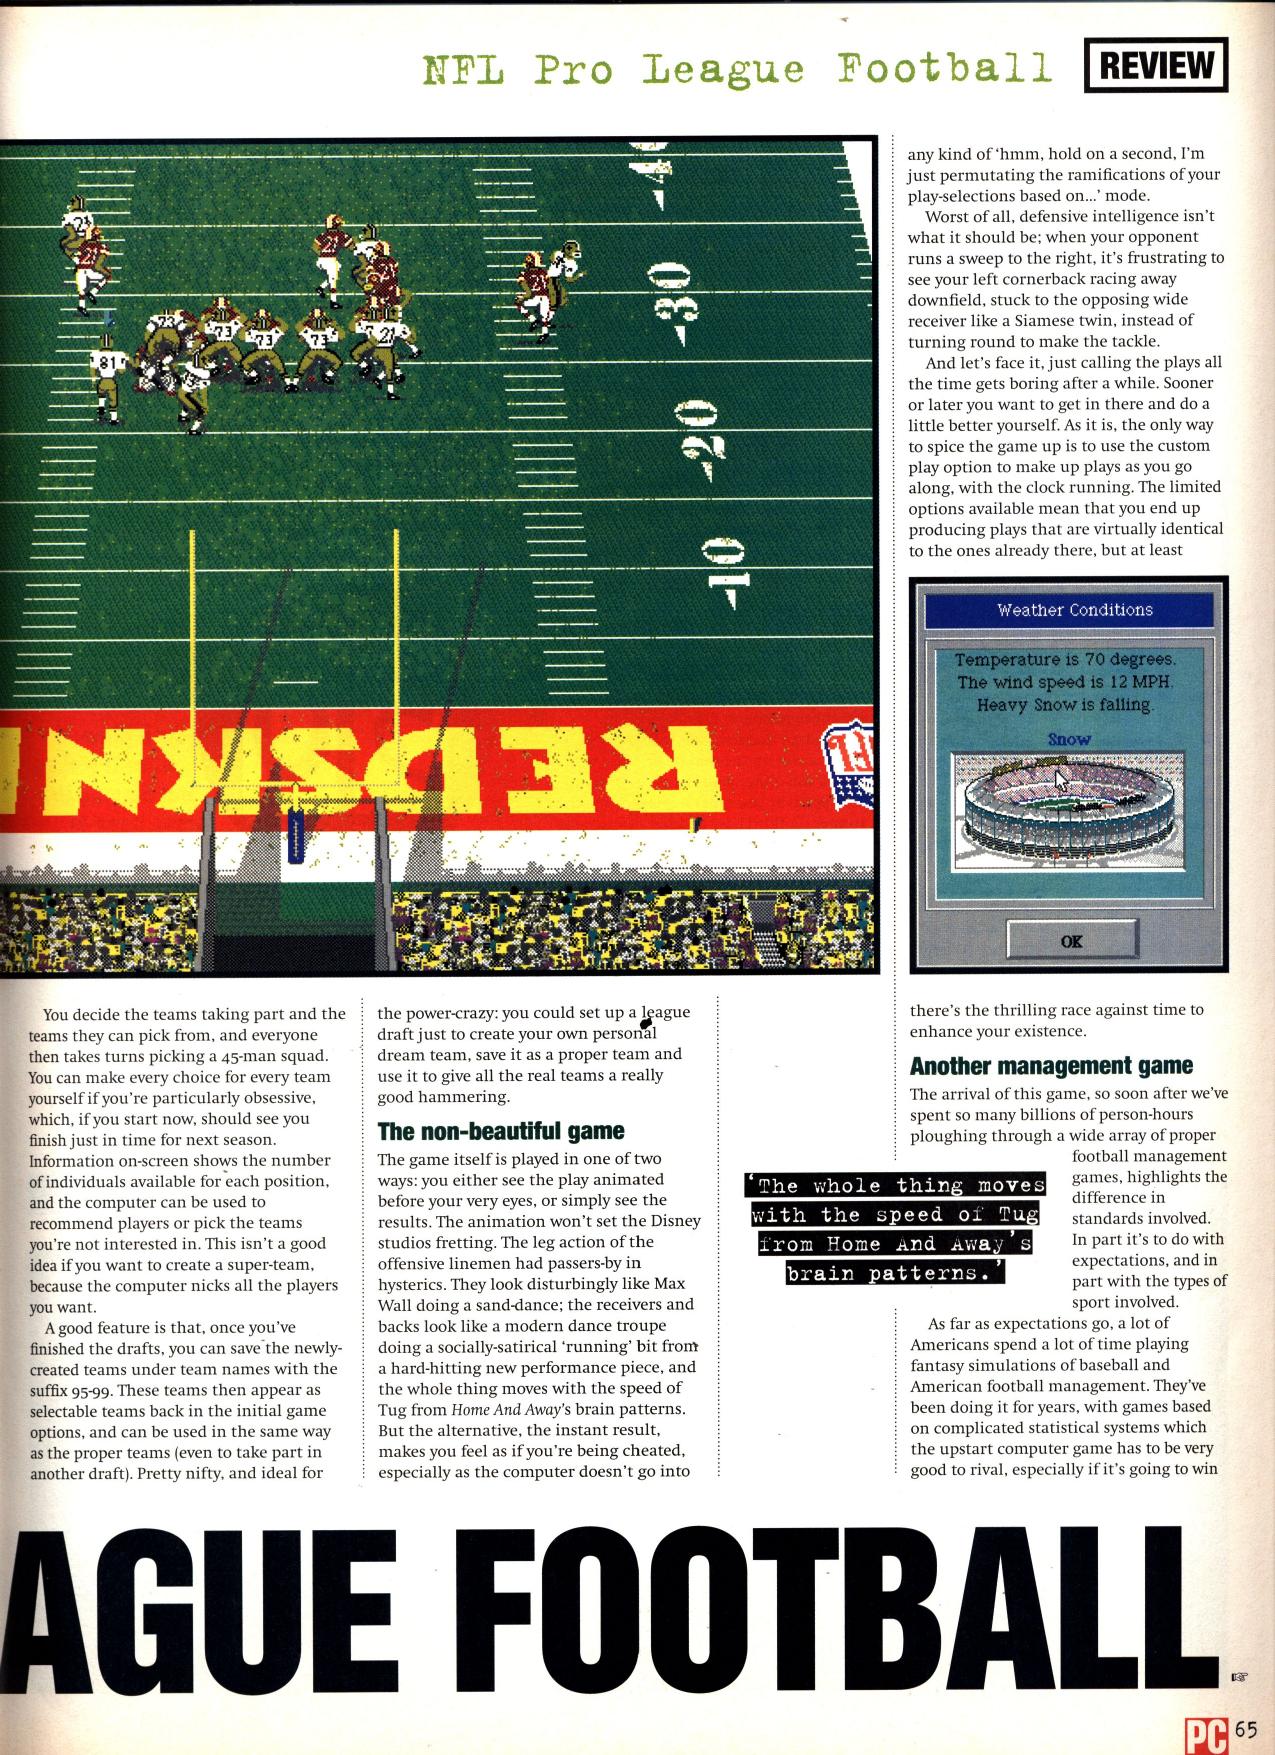 NFL Pro League Football
REVIEW
40
30
20
10
81
73
73
73
73
21
21
REDSKIN
You decide the teams taking part and the
teams they can pick from, and everyone
then takes turns picking a 45-man squad.
You can make every choice for every team
yourself if you're particularly obsessive,
which, if you start now, should see you
finish just in time for next season.
Information on-screen shows the number
of individuals available for each position,
and the computer can be used to
recommend players or pick the teams
you're not interested in. This isn't a good
idea if you want to create a super-team,
because the computer nicks all the players
you want.
A good feature is that, once you've
finished the drafts, you can save the newly-
created teams under team names with the
suffix 95-99. These teams then appear as
selectable teams back in the initial game
options, and can be used in the same way
as the proper teams (even to take part in
another draft). Pretty nifty, and ideal for
the power-crazy: you could set up a league
draft just to create your own personal
dream team, save it as a proper team and
use it to give all the real teams a really
good hammering.
The non-beautiful game
The game itself is played in one of two
ways: you either see the play animated
before your very eyes, or simply see the
results. The animation won't set the Disney
studios fretting. The leg action of the
offensive linemen had passers-by in
hysterics. They look disturbingly like Max
Wall doing a sand-dance; the receivers and
backs look like a modern dance troupe
doing a socially-satirical 'running' bit from
a hard-hitting new performance piece, and
the whole thing moves with the speed of
Tug from Home And Away's brain patterns.
But the alternative, the instant result,
makes you feel as if you're being cheated,
especially as the computer doesn't go into
any kind of 'hmm, hold on a second, I'm
just permutating the ramifications of your
play-selections based on...' mode.
Worst of all, defensive intelligence isn't
what it should be; when your opponent
runs a sweep to the right, it's frustrating to
see your left cornerback racing away
downfield, stuck to the opposing wide
receiver like a Siamese twin, instead of
turning round to make the tackle.
And let's face it, just calling the plays all
the time gets boring after a while. Sooner
or later you want to get in there and do a
little better yourself. As it is, the only way
to spice the game up is to use the custom
play option to make up plays as you go
along, with the clock running. The limited
options available mean that you end up
producing plays that are virtually identical
to the ones already there, but at least
Weather Conditions
Temperature is 70 degrees.
The wind speed is 12 MPH.
Heavy Snow is falling.
Snow
OK
there's the thrilling race against time to
enhance your existence.
Another management game
The arrival of this game, so soon after we've
spent so many billions of person-hours
ploughing through a wide array of proper
football management
games, highlights the
difference in
standards involved.
In part it's to do with
expectations, and in
part with the types of
sport involved.
'The whole thing moves
with the speed of Tug
from Home And Away's
brain patterns.'
As far as expectations go, a lot of
Americans spend a lot of time playing
fantasy simulations of baseball and
American football management. They've
been doing it for years, with games based
on complicated statistical systems which
the upstart computer game has to be very
good to rival, especially if it's going to win
AGUE FOOTBALL
PC 65